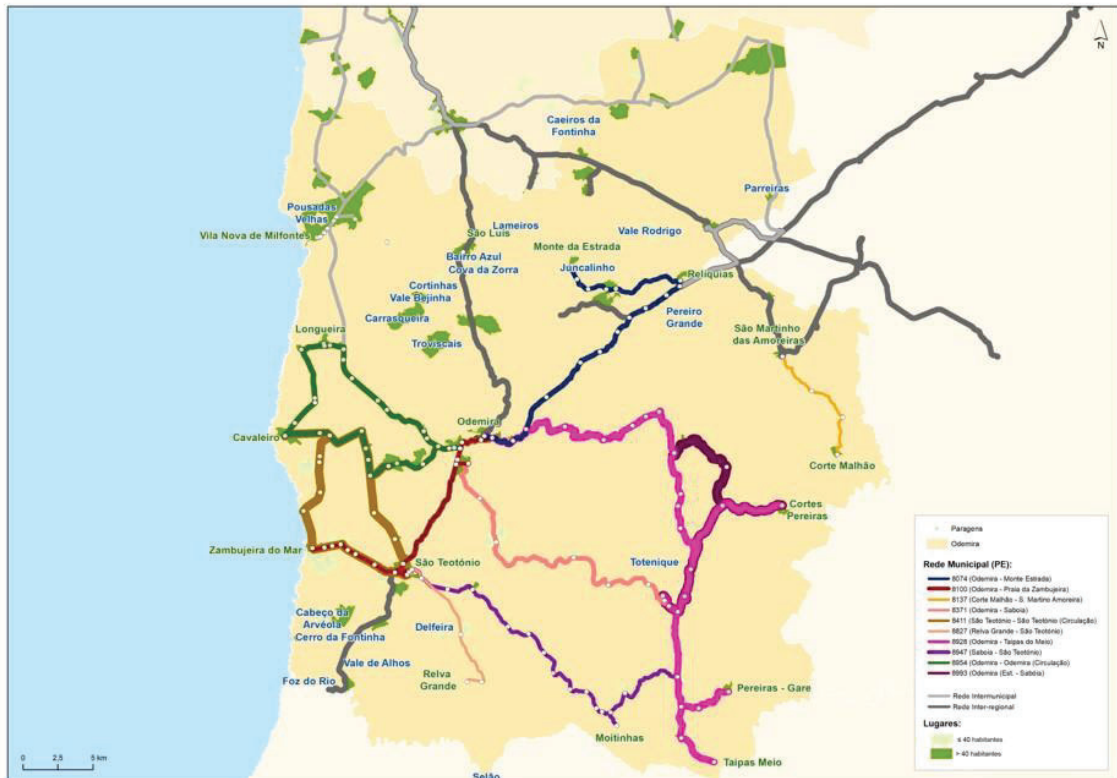 N
Caeiros da
Fontinha
Parreiras
Pousadas
Velhas
Vila Nova de Milfontes
Lameiros
São Luís
Vale Rodrigo
Monte da Estrada
Bairro Azul
Cova da Zorra
Juncalinho
Relíquias
Cortinhas
Vale Bejinha
Carrasqueira
Pereiro
Grande
Longueira
Troviscais
São Martinho
das Amoreiras
Odemira
Cavaleiro
Corte Malhão
Cortes
Pereiras
Zambujeira do Mar
São Teotónio
Totenique
Cabeço da
Arvéola
Cerro da Fontinha
Delfeira
Vale de Alhos
Foz do Rio
Relva
Grande
Pereiras - Gare
Moitinhas
Taipas Meio
Selão
0 2,5 5 km
Paragens
Odemira
Rede Municipal (PE):
8074 (Odemira - Monte Estrada)
8100 (Odemira - Praia da Zambujeira)
8137 (Corte Malhão - S. Martino Amoreira)
8371 (Odemira - Saboia)
8411 (São Teotónio - São Teotónio (Circulação)
8827 (Relva Grande - São Teotónio)
8928 (Odemira - Taipas do Meio)
8947 (Saboia - São Teotónio)
8954 (Odemira - Odemira (Circulação)
8993 (Odemira (Est. - Sabóia)
Rede Intermunicipal
Rede Inter-regional
Lugares:
≤ 40 habitantes
> 40 habitantes